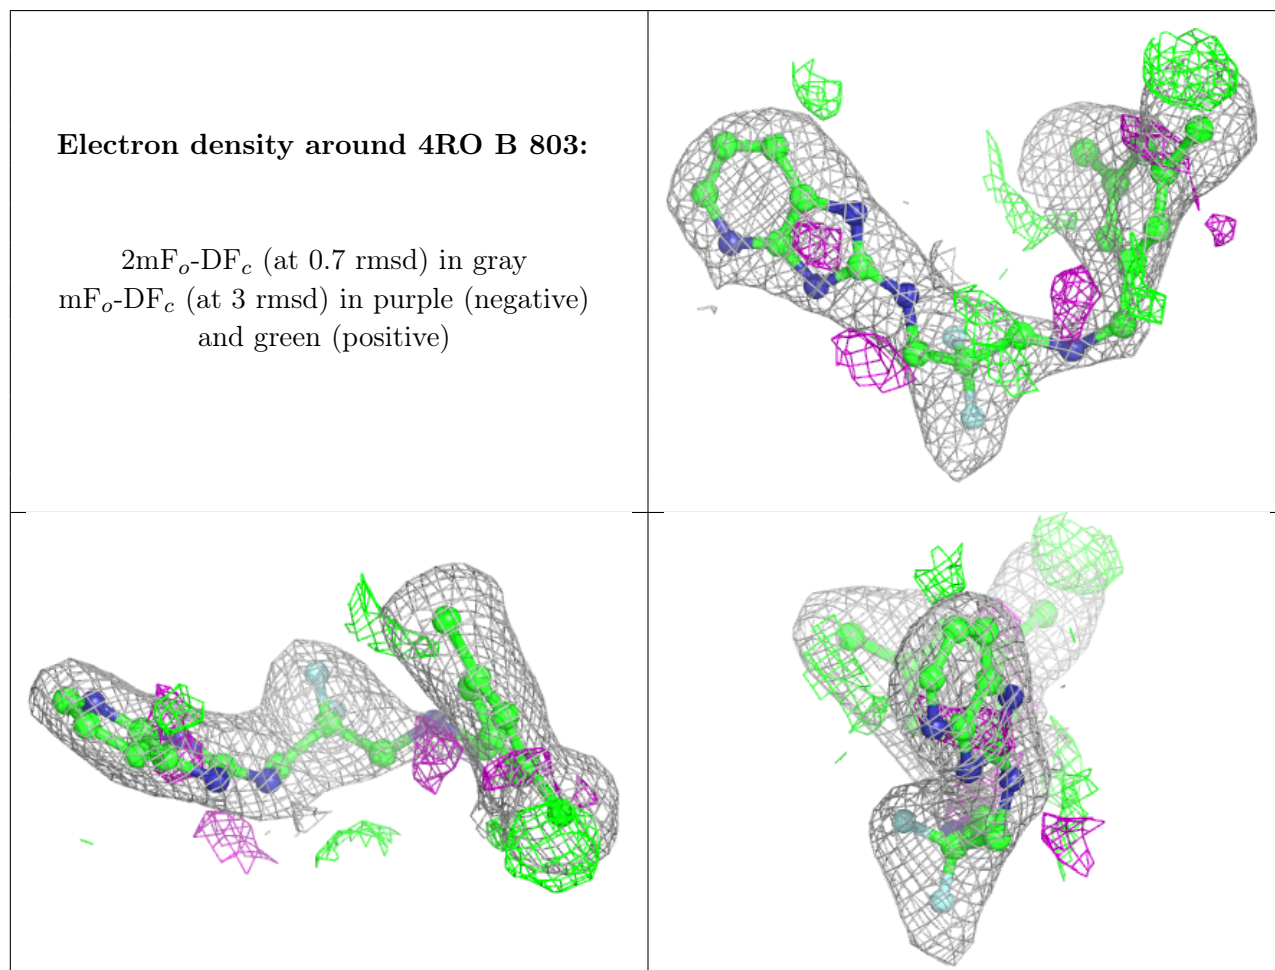 Electron density around 4RO B 803:
2mFo-DFc (at 0.7 rmsd) in gray
mFo-DFc (at 3 rmsd) in purple (negative)
and green (positive)